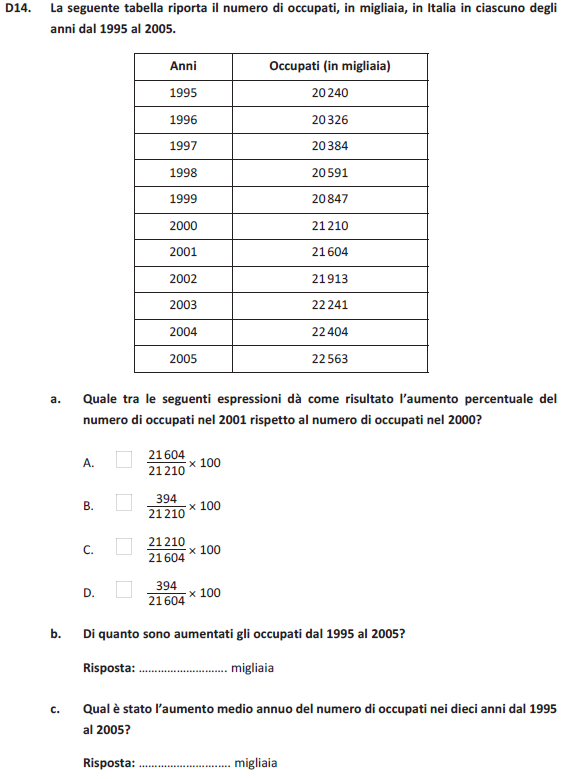 D14. La seguente tabella riporta il numero di occupati, in migliaia, in Italia in ciascuno degli
anni dal 1995 al 2005.
Anni Occupati (in migliaia)
1995 20 240
1996 20 326
1997 20 384
1998 20 591
1999 20 847
2000 21 210
2001 21 604
2002 21 913
2003 22 241
2004 22 404
2005 22 563
a. Quale tra le seguenti espressioni dà come risultato l'aumento percentuale del
numero di occupati nel 2001 rispetto al numero di occupati nel 2000?
A. 21 604 / 21 210 × 100
B. 394 / 21 210 × 100
C. 21 210 / 21 604 × 100
D. 394 / 21 604 × 100
b. Di quanto sono aumentati gli occupati dal 1995 al 2005?
Risposta: ............................. migliaia
c. Qual è stato l'aumento medio annuo del numero di occupati nei dieci anni dal 1995
al 2005?
Risposta: .............................. migliaia